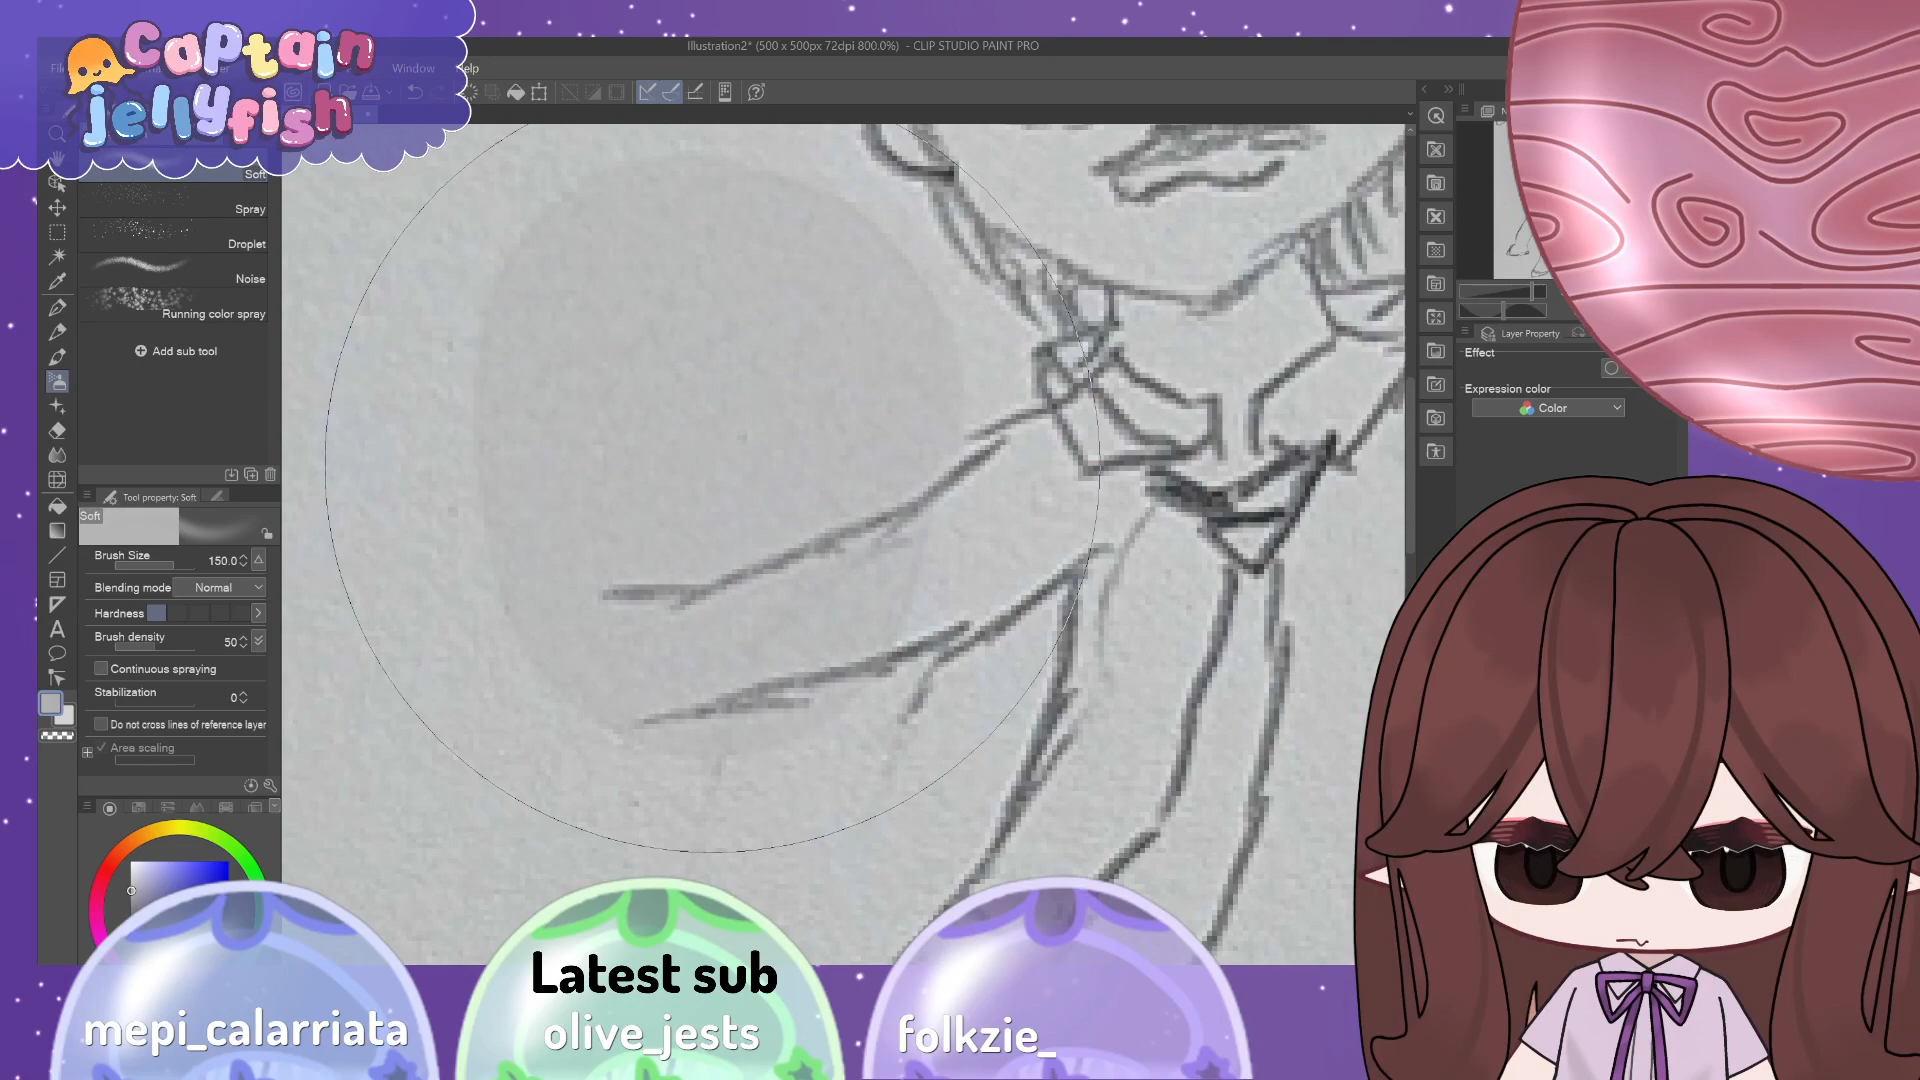 Captain
Jellyfish
Illustration2* (500 x 500px 72dpi 800.0%) - CLIP STUDIO PAINT PRO
Window
Help
Soft
Spray
Droplet
Noise
Running color spray
Add sub tool
Tool property: Soft
Soft
Brush Size 150.0
Blending mode Normal
Hardness
Brush density 50
Continuous spraying
Stabilization 0
Do not cross lines of reference layer
Area scaling
Layer Property
Effect
Expression color
Color
mepi_calarriata
Latest sub
olive_jests
folkzie_